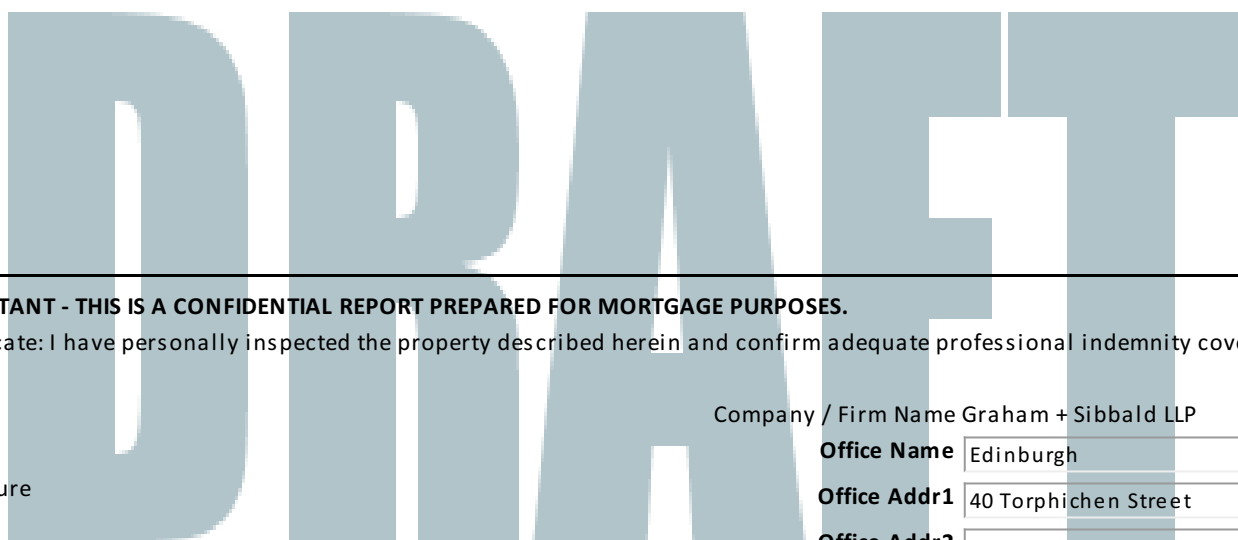 DRAFT
TANT - THIS IS A CONFIDENTIAL REPORT PREPARED FOR MORTGAGE PURPOSES.
cate: I have personally inspected the property described herein and confirm adequate professional indemnity cove
Company / Firm Name Graham + Sibbald LLP
Office Name Edinburgh
ure
Office Addr1 40 Torphichen Street
Office Addr2